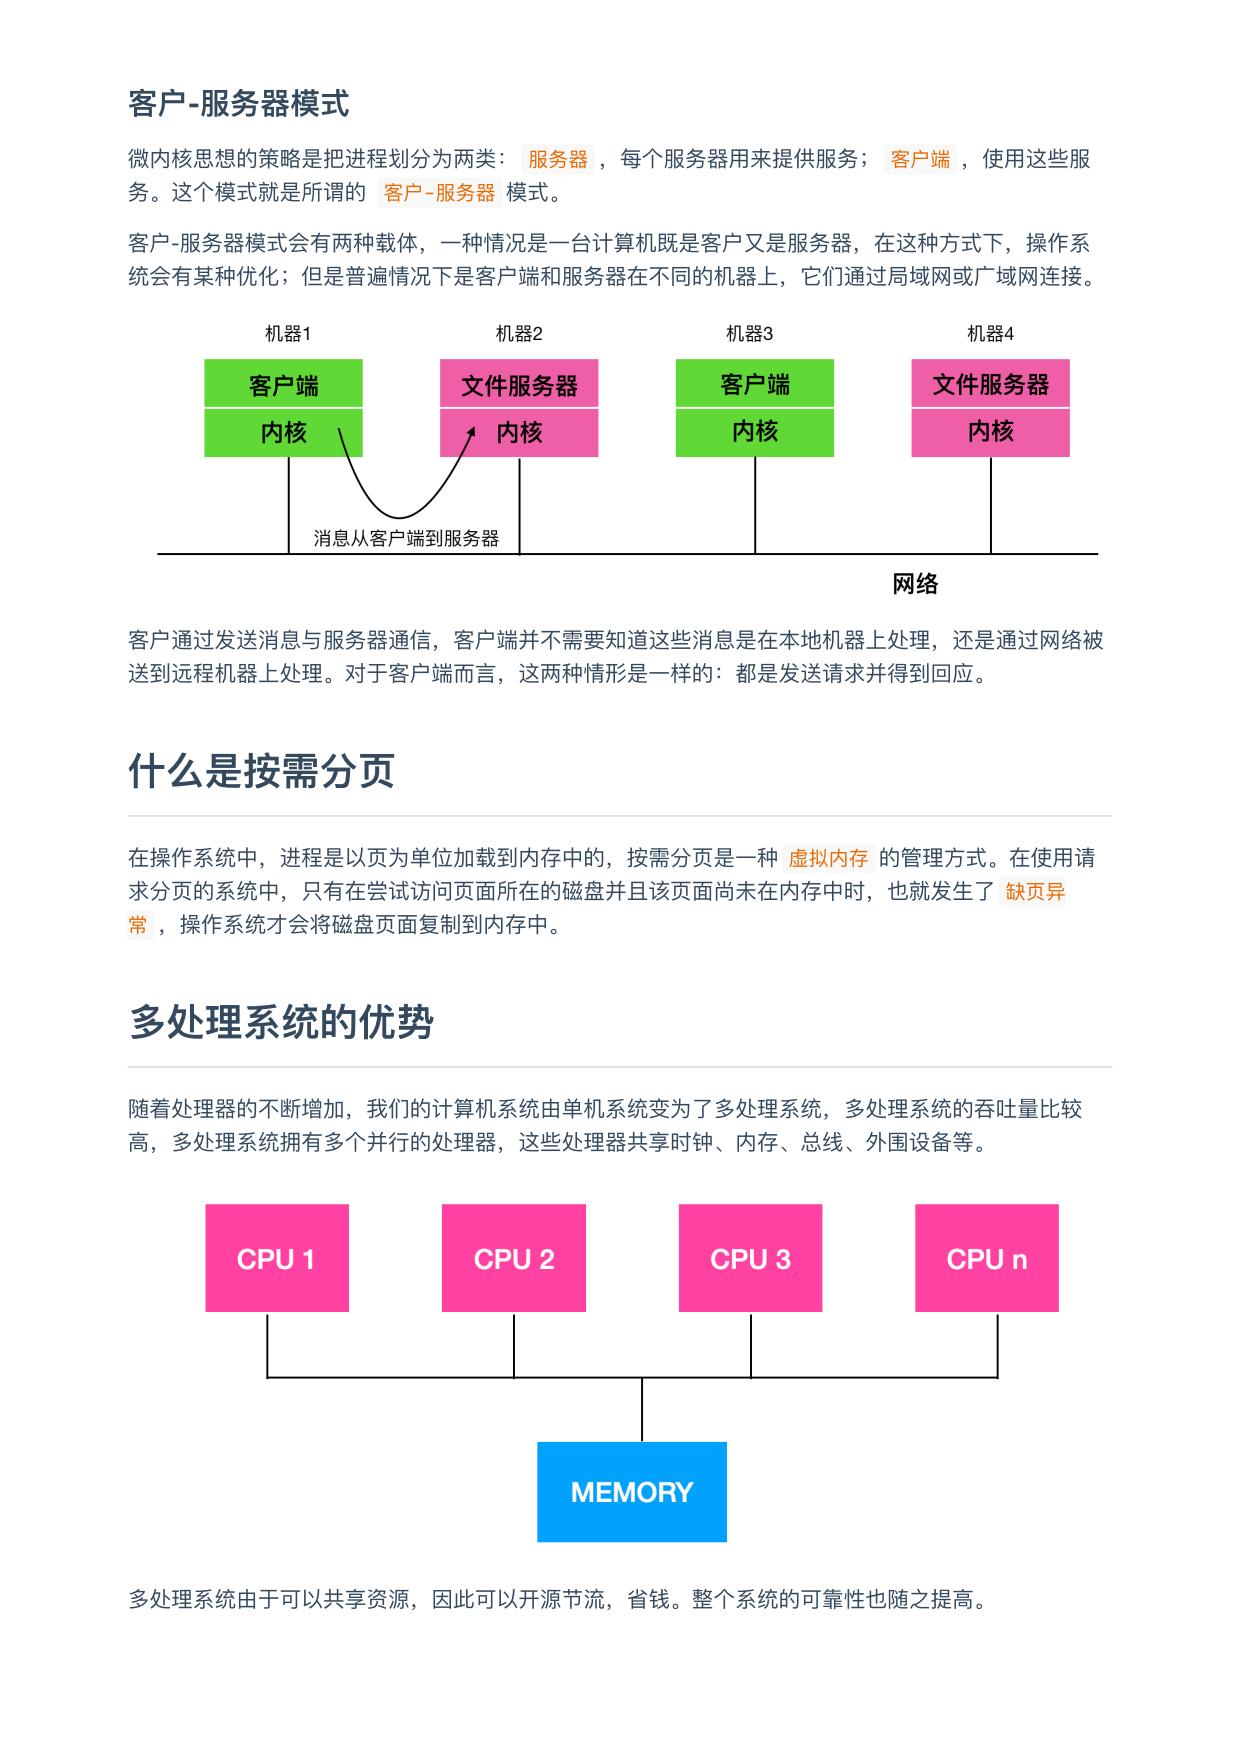 客户-服务器模式
微内核思想的策略是把进程划分为两类： 服务器 ，每个服务器用来提供服务； 客户端 ，使用这些服
务。这个模式就是所谓的 客户-服务器 模式。
客户-服务器模式会有两种载体，一种情况是一台计算机既是客户又是服务器，在这种方式下，操作系
统会有某种优化；但是普遍情况下是客户端和服务器在不同的机器上，它们通过局域网或广域网连接。
机器1 机器2 机器3 机器4
客户端 文件服务器 客户端 文件服务器
内核 内核 内核 内核
消息从客户端到服务器
网络
客户通过发送消息与服务器通信，客户端并不需要知道这些消息是在本地机器上处理，还是通过网络被
送到远程机器上处理。对于客户端而言，这两种情形是一样的：都是发送请求并得到回应。
什么是按需分页
在操作系统中，进程是以页为单位加载到内存中的，按需分页是一种 虚拟内存 的管理方式。在使用请
求分页的系统中，只有在尝试访问页面所在的磁盘并且该页面尚未在内存中时，也就发生了 缺页异
常 ，操作系统才会将磁盘页面复制到内存中。
多处理系统的优势
随着处理器的不断增加，我们的计算机系统由单机系统变为了多处理系统，多处理系统的吞吐量比较
高，多处理系统拥有多个并行的处理器，这些处理器共享时钟、内存、总线、外围设备等。
CPU 1 CPU 2 CPU 3 CPU n
MEMORY
多处理系统由于可以共享资源，因此可以开源节流，省钱。整个系统的可靠性也随之提高。